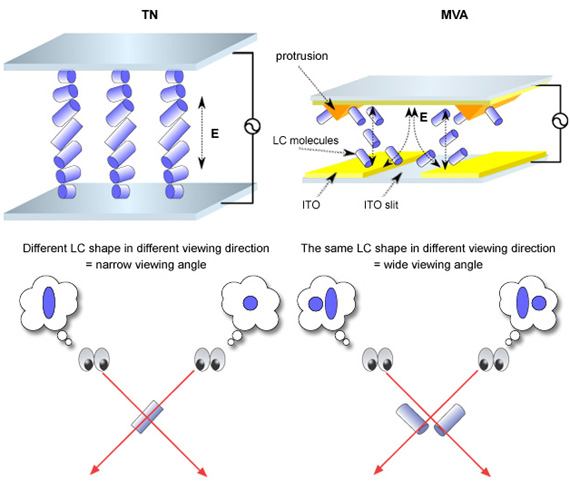 TN
MVA
protrusion
E
E
LC molecules
ITO
ITO slit
Different LC shape in different viewing direction
= narrow viewing angle
The same LC shape in different viewing direction
= wide viewing angle